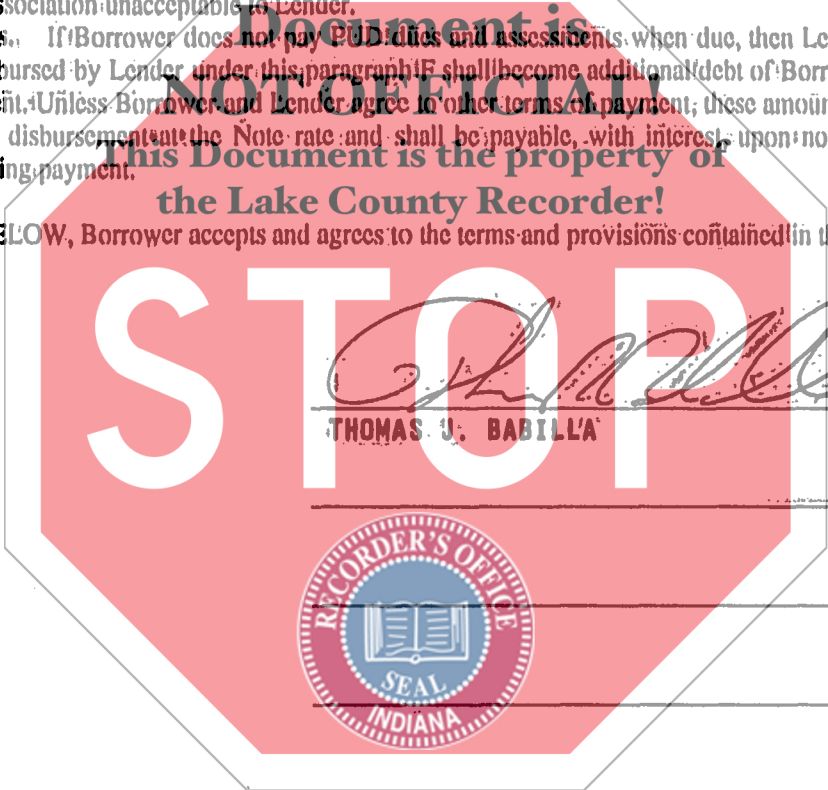 sociation unacceptable to Lender.
Document is
If Borrower does not pay PUD dues and assessments when due, then Le
bursed by Lender under this paragraph F shall become additional debt of Borr
NOT OFFICIAL!
nt. Unless Borrower and Lender agree to other terms of payment, these amoun
disbursement at the Note rate and shall be payable, with interest, upon no
This Document is the property of
ng payment.
the Lake County Recorder!
ELOW, Borrower accepts and agrees to the terms and provisions contained in t
STOP
THOMAS J. BABILLA
RECORDER'S OFFICE
SEAL
INDIANA